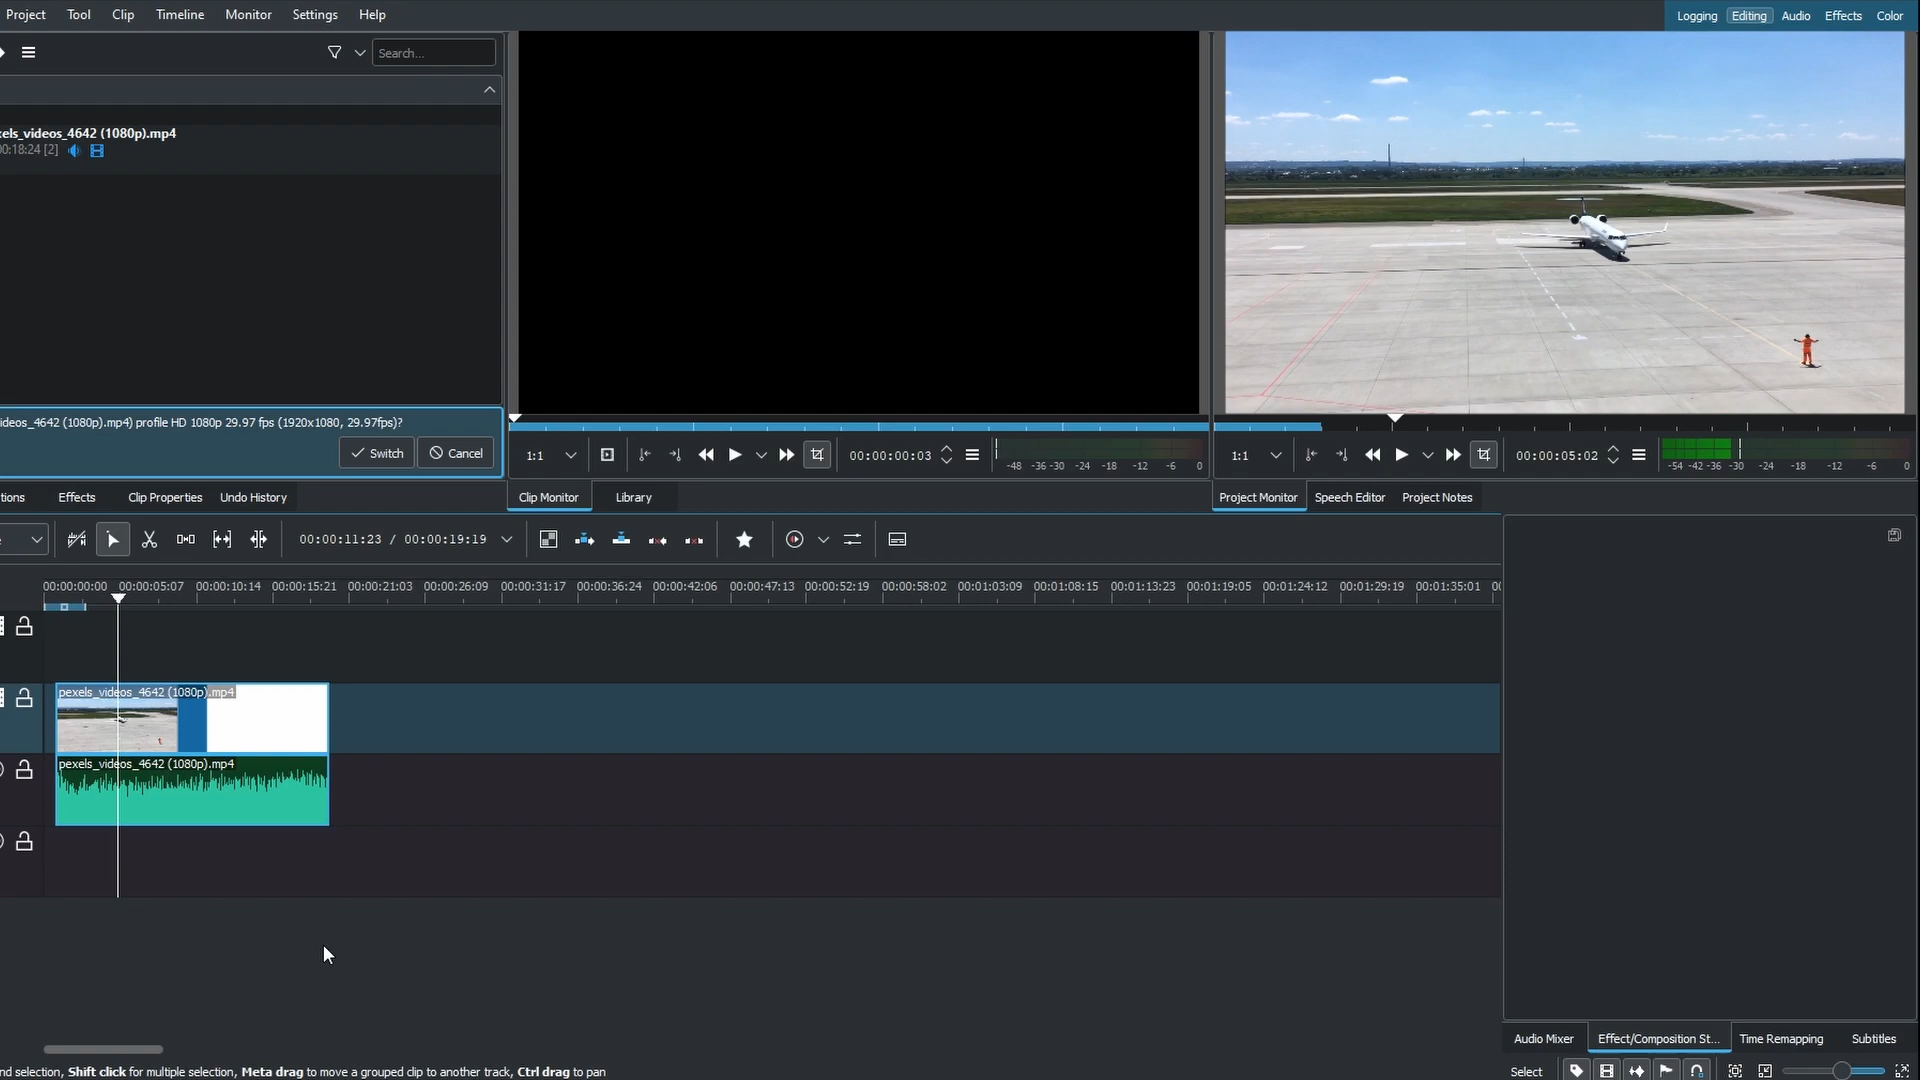 Project Tool Clip Timeline Monitor Settings Help
Logging Editing Audio Effects Color
Search...
els_videos_4642 (1080p).mp4
00:18:24 [2]
ideos_4642 (1080p).mp4) profile HD 1080p 29.97 fps (1920x1080, 29.97fps)?
Switch Cancel
1:1 00:00:00:03 -48 -36 -30 -24 -18 -12 -6 0
1:1 00:00:05:02 -54 -42 -36 -30 -24 -18 -12 -6 0
tions Effects Clip Properties Undo History
Clip Monitor Library
Project Monitor Speech Editor Project Notes
00:00:11:23 / 00:00:19:19
00:00:00:00 00:00:05:07 00:00:10:14 00:00:15:21 00:00:21:03 00:00:26:09 00:00:31:17 00:00:36:24 00:00:42:06 00:00:47:13 00:00:52:19 00:00:58:02 00:01:03:09 00:01:08:15 00:01:13:23 00:01:19:05 00:01:24:12 00:01:29:19 00:01:35:01 00
pexels_videos_4642 (1080p).mp4
pexels_videos_4642 (1080p).mp4
Audio Mixer Effect/Composition St... Time Remapping Subtitles
nd selection, Shift click for multiple selection, Meta drag to move a grouped clip to another track, Ctrl drag to pan
Select